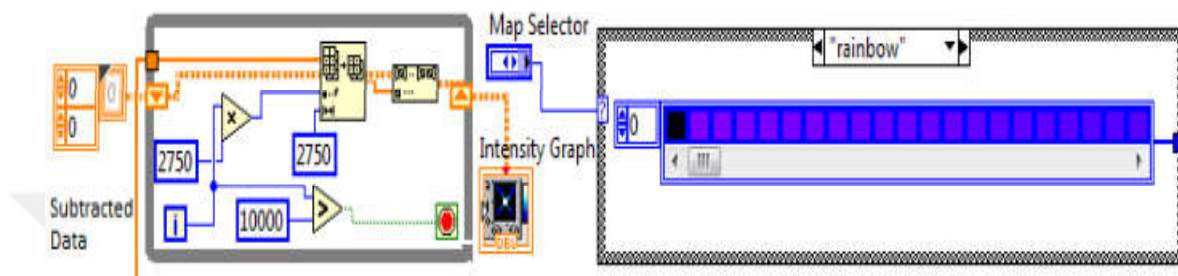 Map Selector
"rainbow"
0
0
0
0
2750
2750
Intensity Graph
Subtracted
Data
i
10000
DBL
x
>
?